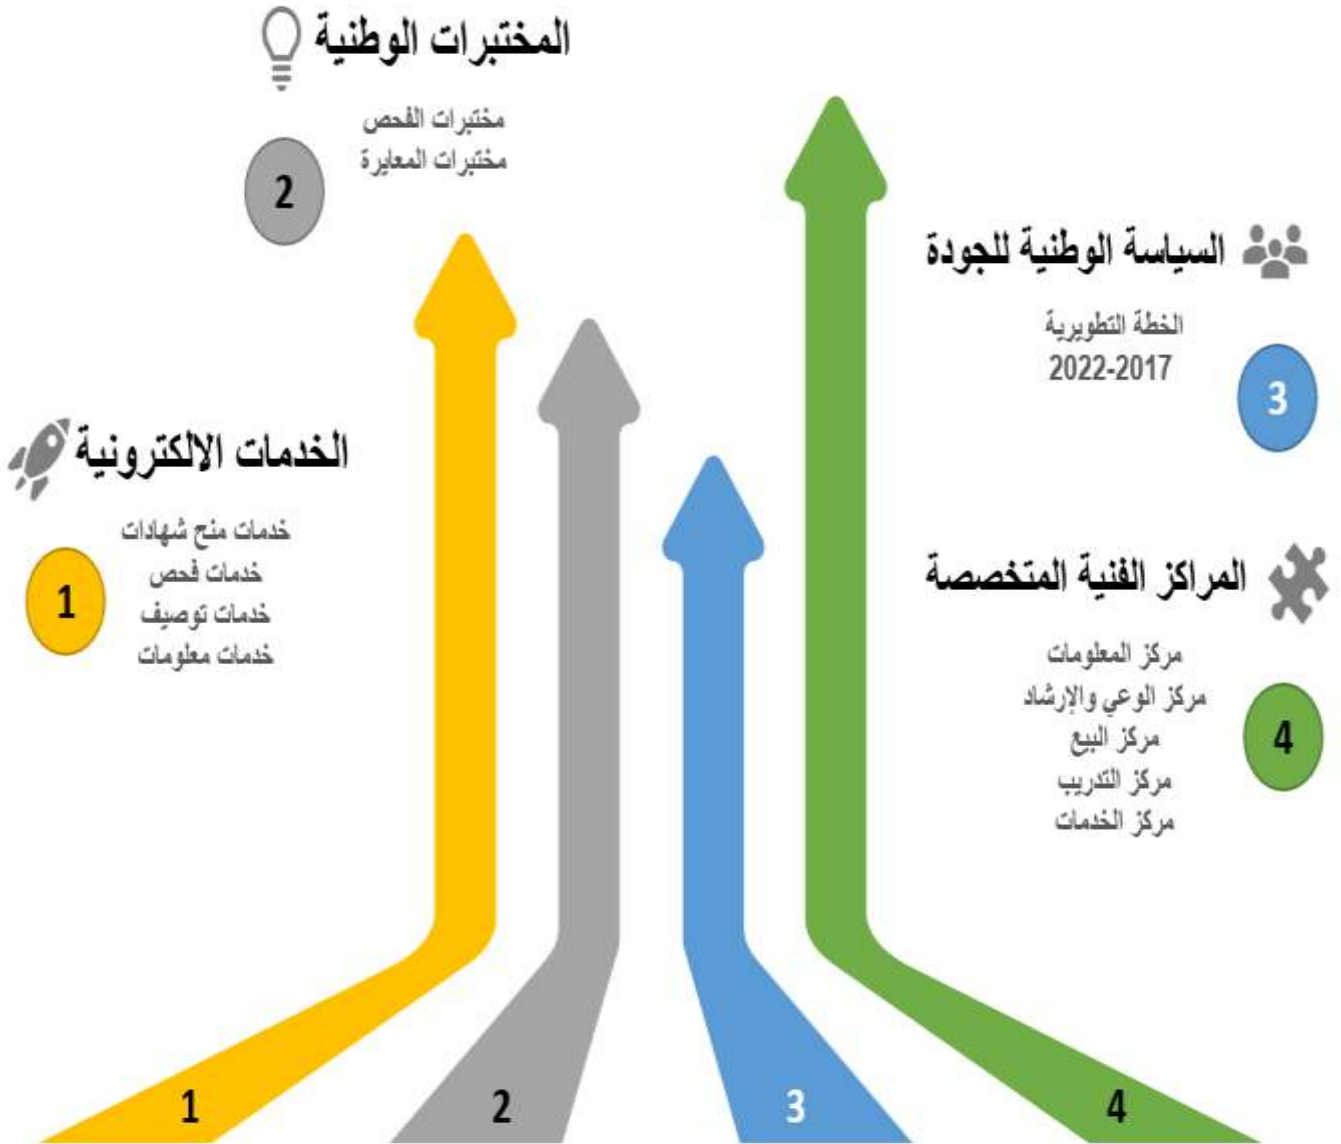 المختبرات الوطنية
مختبرات الفحص
مختبرات المعايرة
2
السياسة الوطنية للجودة
الخطة التطويرية
2022-2017
3
الخدمات الالكترونية
خدمات منح شهادات
خدمات فحص
خدمات توصيف
خدمات معلومات
1
المراكز الفنية المتخصصة
مركز المعلومات
مركز الوعي والإرشاد
مركز البيع
مركز التدريب
مركز الخدمات
4
1
2
3
4